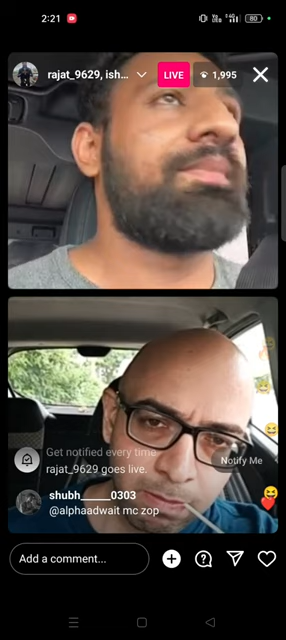 2:21
80
rajat_9629, ish...
LIVE
1,995
Get notified every time
rajat_9629 goes live.
Notify Me
shubh_____0303
@alphaadwait mc zop
Add a comment...